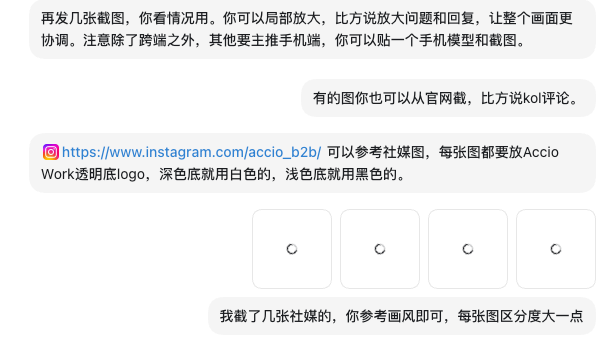 再发几张截图，你看情况用。你可以局部放大，比方说放大问题和回复，让整个画面更
协调。注意除了跨端之外，其他要主推手机端，你可以贴一个手机模型和截图。
有的图你也可以从官网截，比方说kol评论。
https://www.instagram.com/accio_b2b/ 可以参考社媒图，每张图都要放Accio
Work透明底logo，深色底就用白色的，浅色底就用黑色的。
我截了几张社媒的，你参考画风即可，每张图区分度大一点